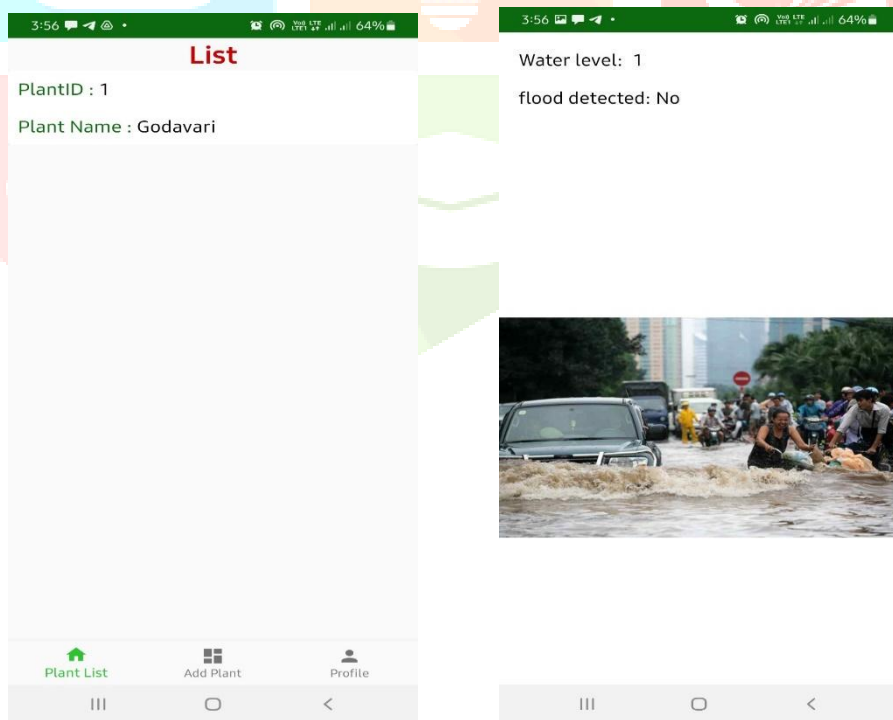 3:56
64%
List
PlantID : 1
Plant Name : Godavari
Plant List
Add Plant
Profile
3:56
64%
Water level: 1
flood detected: No